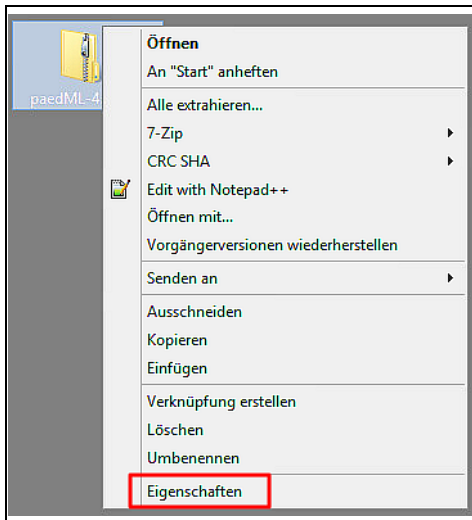 paedML-4
Öffnen
An "Start" anheften
Alle extrahieren...
7-Zip
CRC SHA
Edit with Notepad++
Öffnen mit...
Vorgängerversionen wiederherstellen
Senden an
Ausschneiden
Kopieren
Einfügen
Verknüpfung erstellen
Löschen
Umbenennen
Eigenschaften